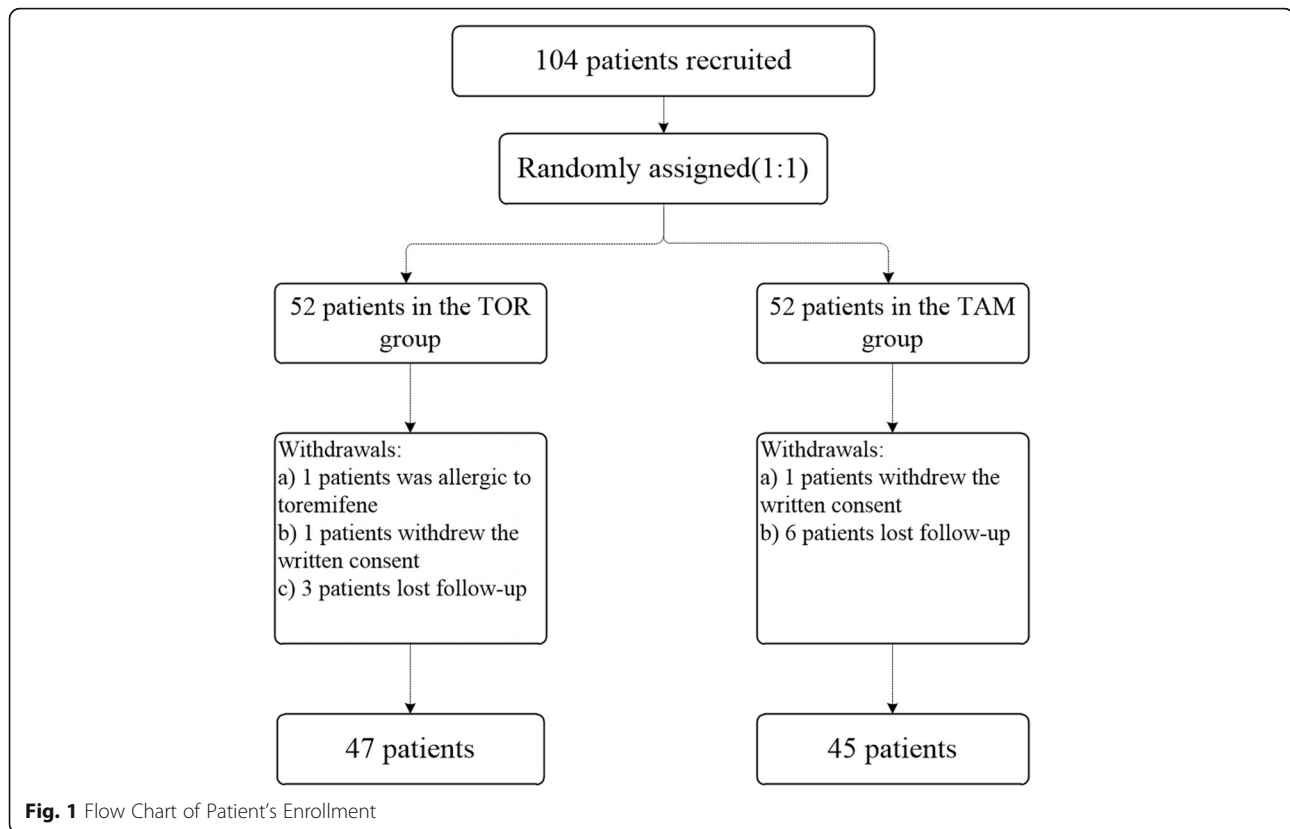 104 patients recruited
Randomly assigned(1:1)
52 patients in the TOR
group
52 patients in the TAM
group
Withdrawals:
a) 1 patients was allergic to
toremifene
b) 1 patients withdrew the
written consent
c) 3 patients lost follow-up
Withdrawals:
a) 1 patients withdrew the
written consent
b) 6 patients lost follow-up
47 patients
45 patients
Fig. 1 Flow Chart of Patient's Enrollment